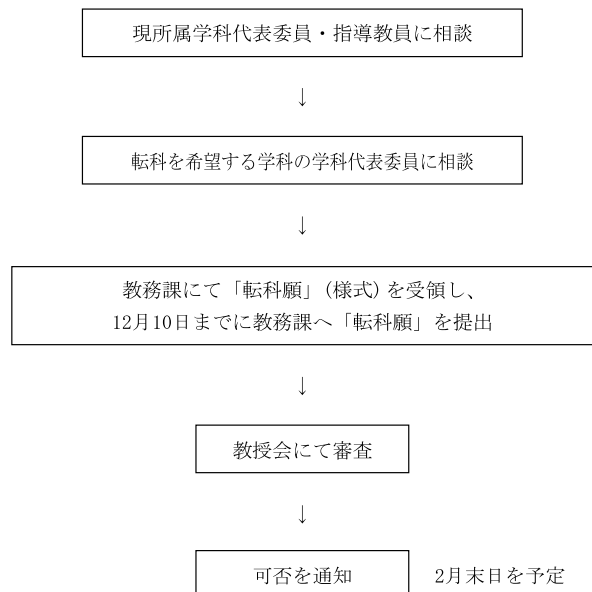 現所属学科代表委員・指導教員に相談
↓
転科を希望する学科の学科代表委員に相談
↓
教務課にて「転科願」(様式)を受領し、
12月10日までに教務課へ「転科願」を提出
↓
教授会にて審査
↓
可否を通知 2月末日を予定